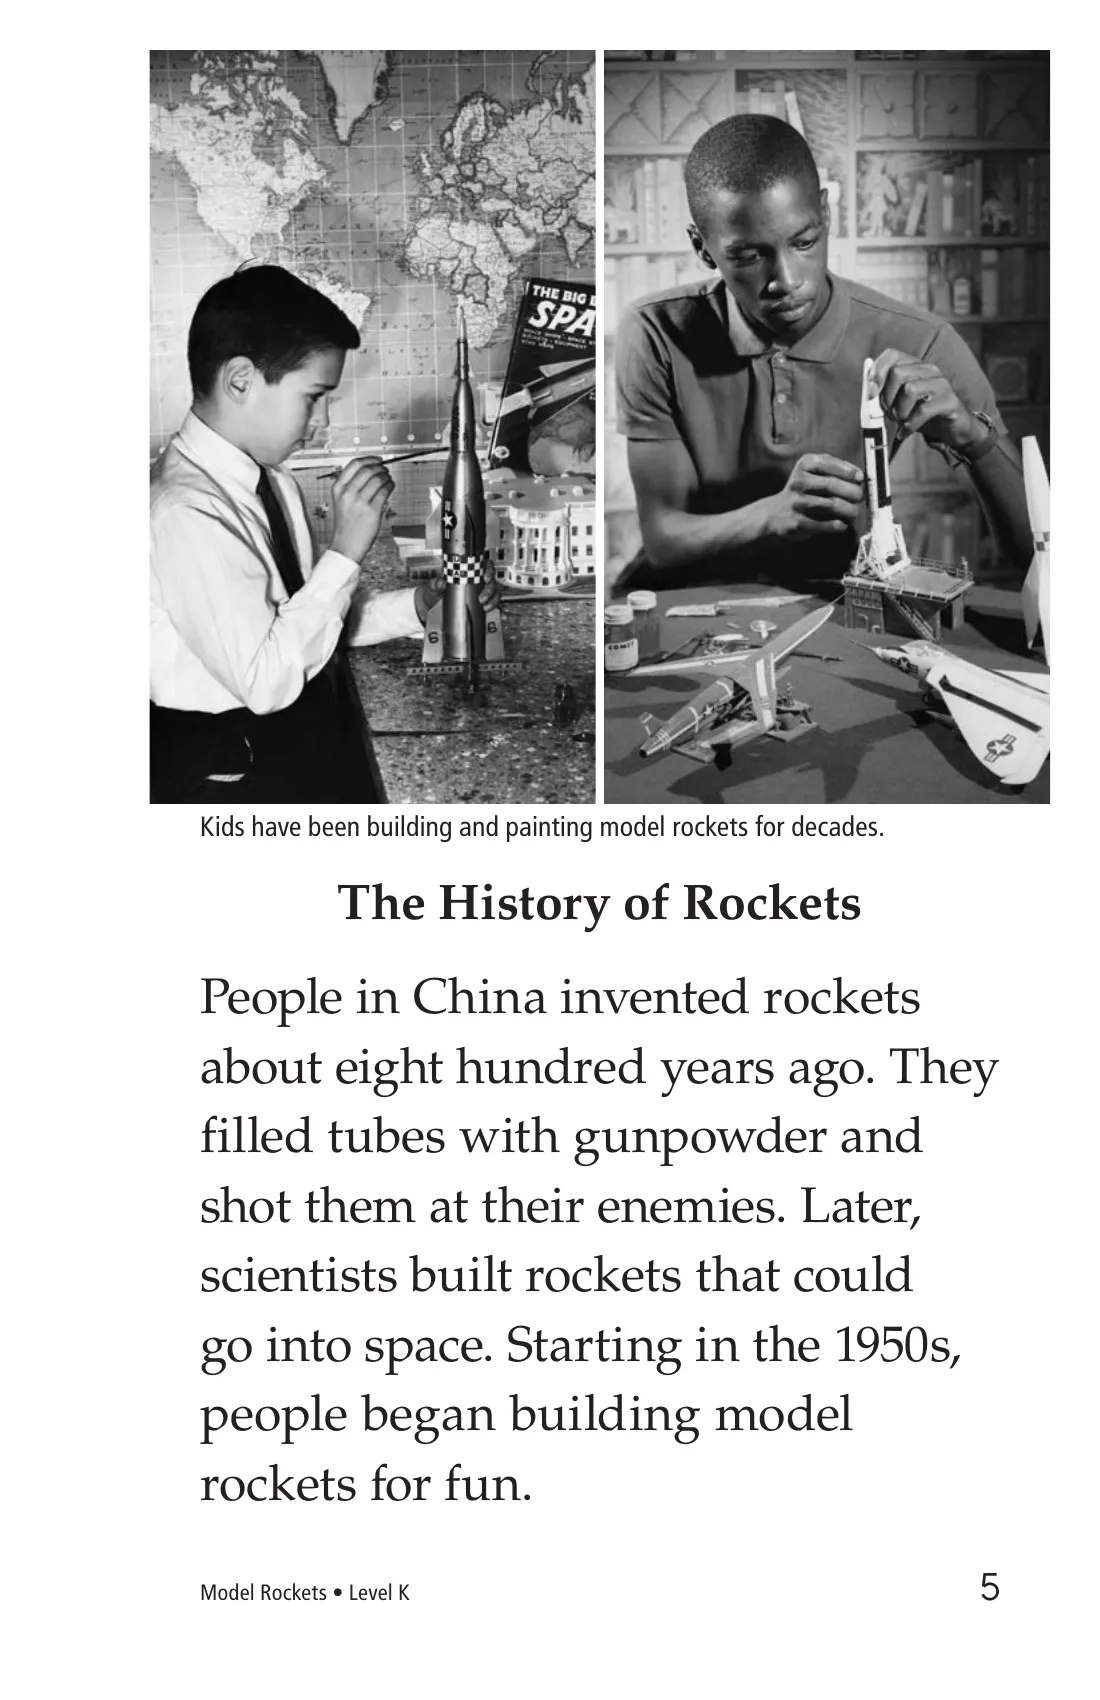 THE BIG
SPA
COMET
6
6
Kids have been building and painting model rockets for decades.
The History of Rockets
People in China invented rockets
about eight hundred years ago. They
filled tubes with gunpowder and
shot them at their enemies. Later,
scientists built rockets that could
go into space. Starting in the 1950s,
people began building model
rockets for fun.
Model Rockets • Level K
5